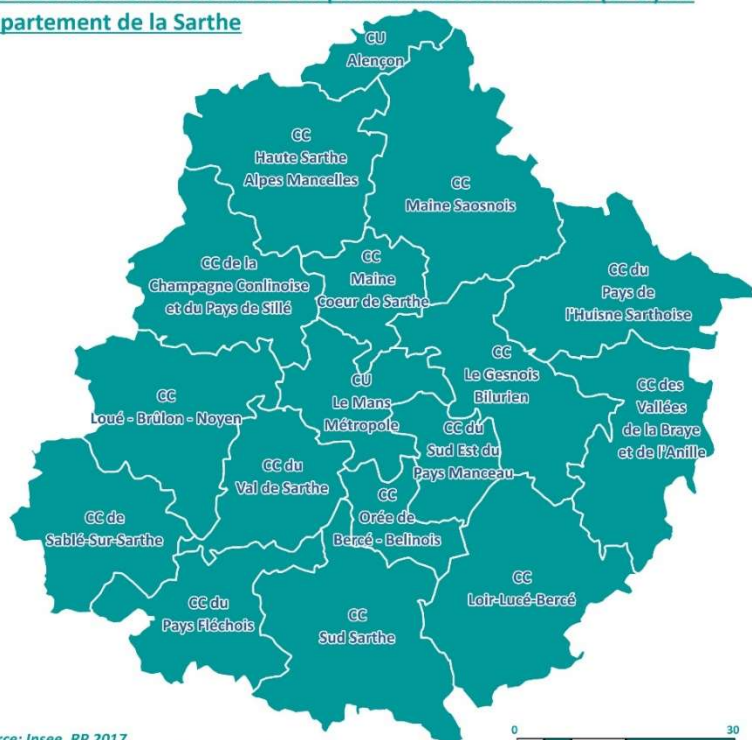 partement de la Sarthe
CU
Alençon
CC
Haute Sarthe
Alpes Mancelles
CC
Maine Saosnois
CC de la
Champagne Conlinoise
et du Pays de Sillé
CC
Maine
Coeur de Sarthe
CC du
Pays de
l'Huisne Sarthoise
CC
Le Gesnois
Bilurien
CC
Loué - Brûlon - Noyen
CU
Le Mans
Métropole
CC des
Vallées
de la Braye
et de l'Anille
CC du
Sud Est du
Pays Manceau
CC du
Val de Sarthe
CC
Orée de
Bercé - Belinois
CC de
Sablé-Sur-Sarthe
CC
Loir-Lucé-Bercé
CC du
Pays Fléchois
CC
Sud Sarthe
rce: Insee, RP 2017
0 30